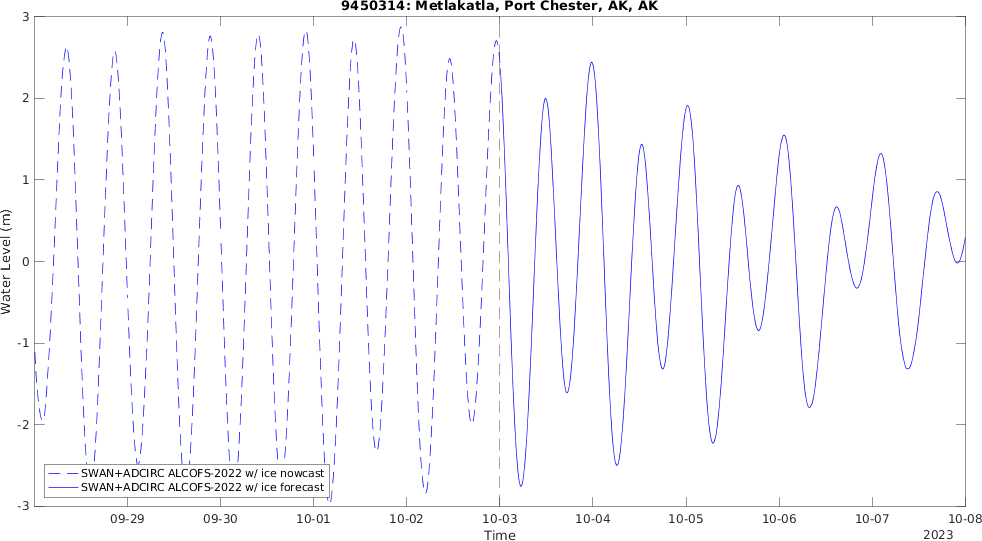 9450314: Metlakatla, Port Chester, AK, AK
3
2
1
0
-1
-2
-3
Water Level (m)
SWAN+ADCIRC ALCOFS-2022 w/ ice nowcast
SWAN+ADCIRC ALCOFS-2022 w/ ice forecast
09-29 09-30 10-01 10-02 10-03 10-04 10-05 10-06 10-07 10-08
Time
2023